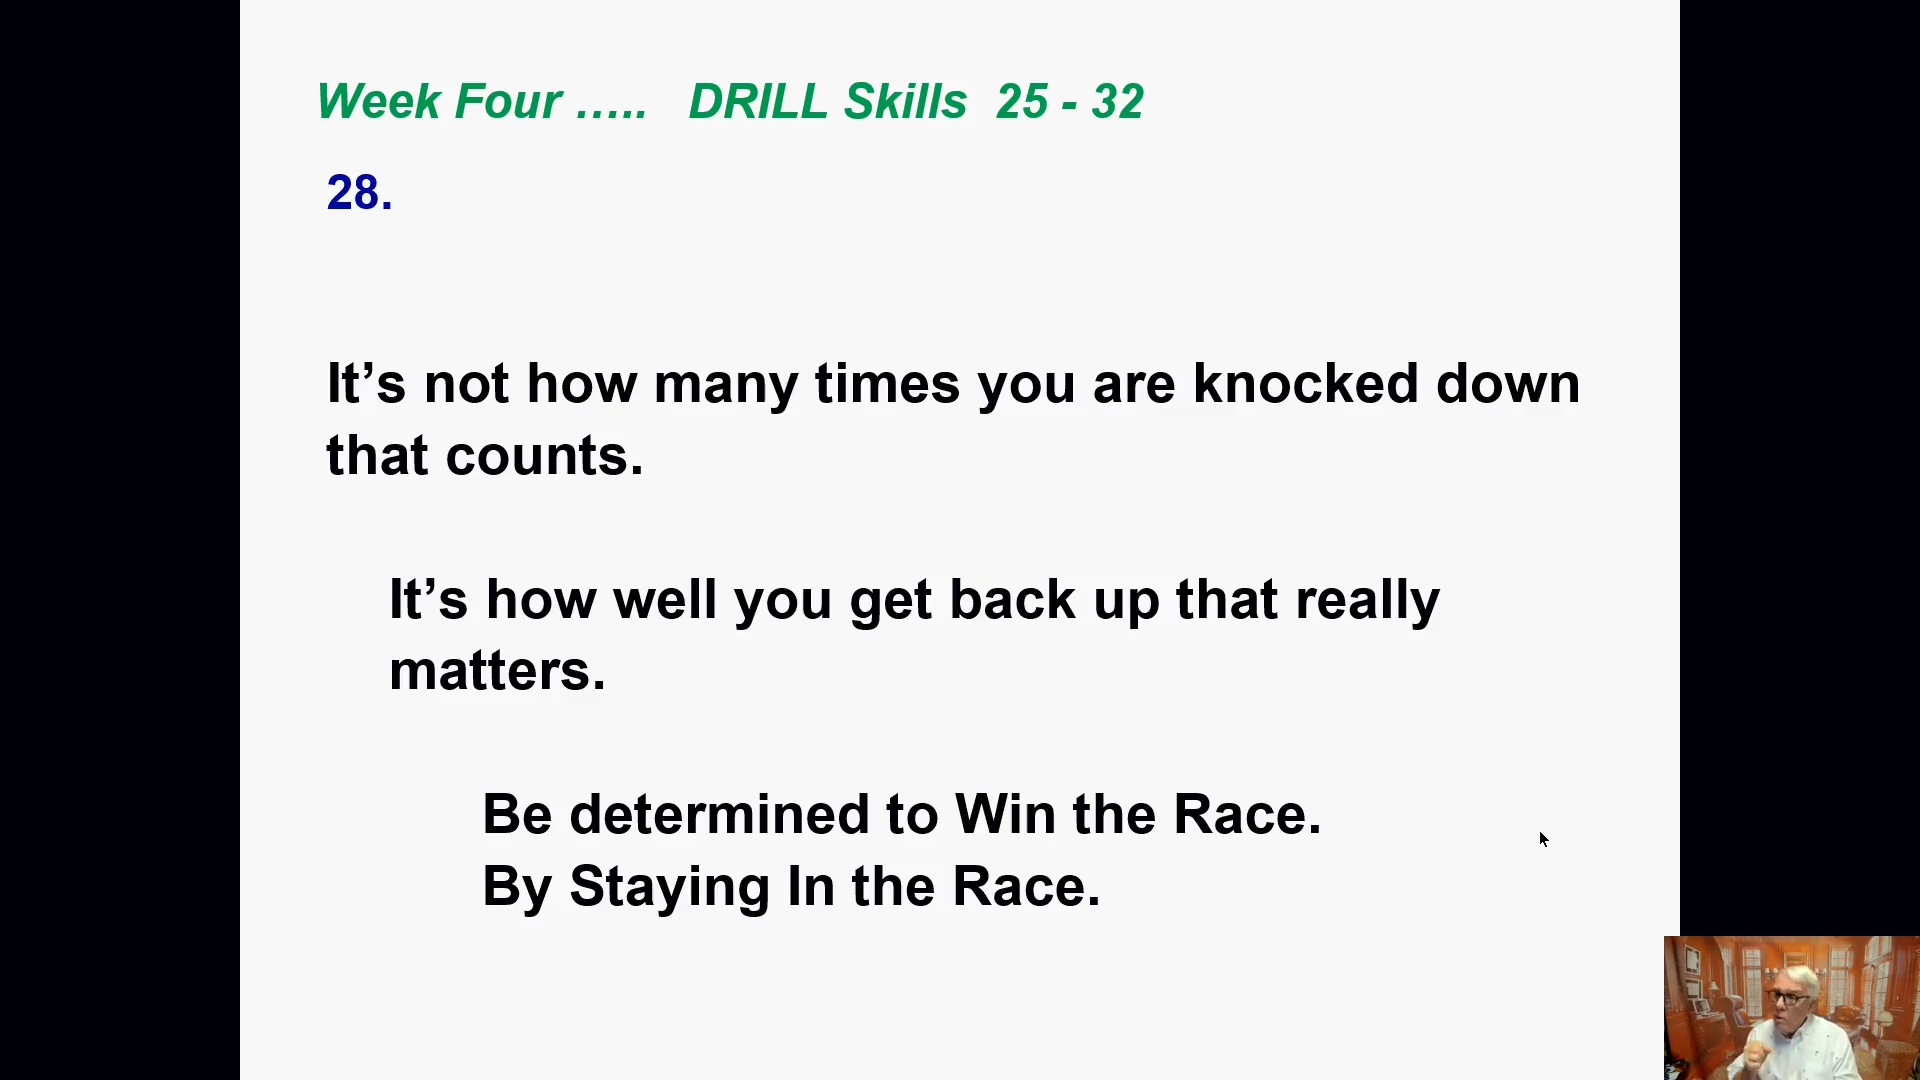 Week Four ..... DRILL Skills 25 - 32
28.
It’s not how many times you are knocked down
that counts.
It’s how well you get back up that really
matters.
Be determined to Win the Race.
By Staying In the Race.